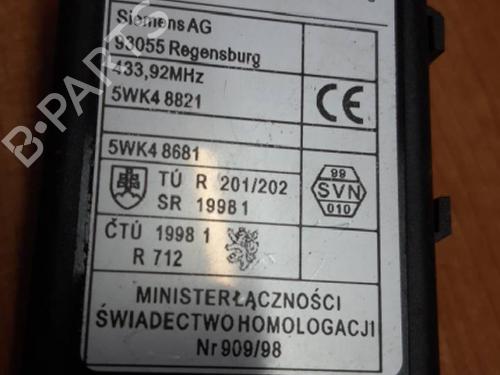 Siemens AG
93055 Regensburg
433,92MHz
5WK4 8821
CE
5WK4 8681
TÚ R 201/202
SR 1998 1
99
SVN
010
ČTÚ 1998 1
R 712
MINISTER ŁĄCZNOŚCI
ŚWIADECTWO HOMOLOGACJI
Nr 909/98
B-PARTS